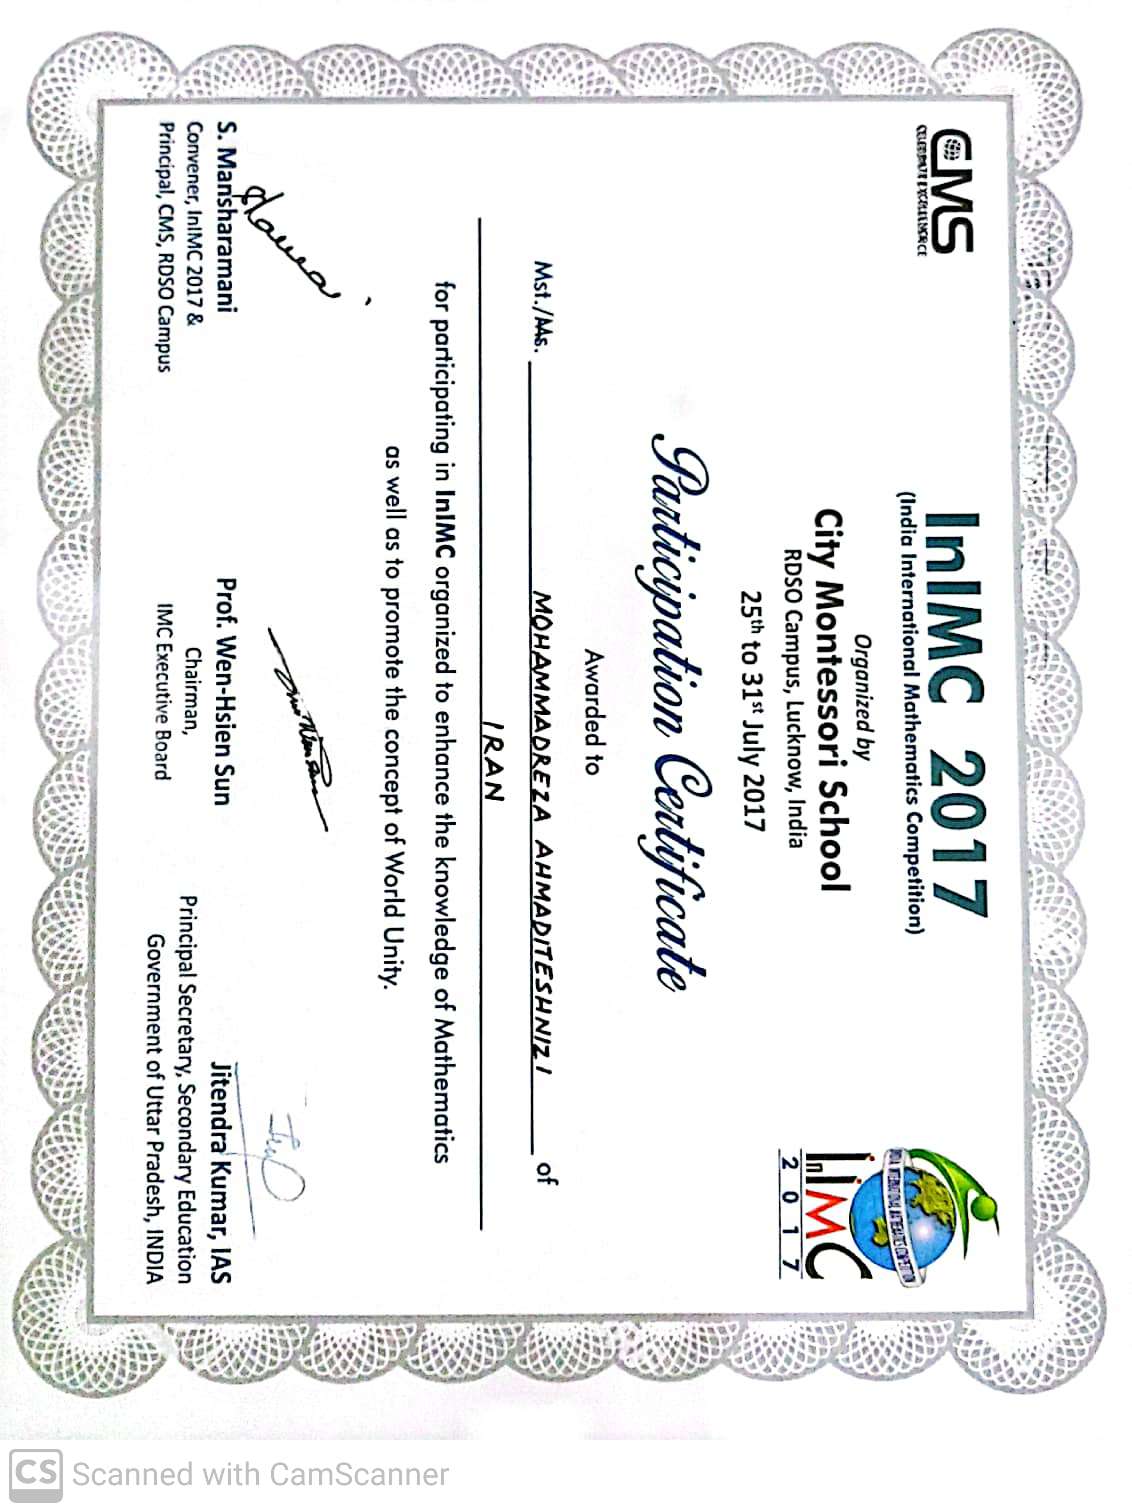 CMS
CELEBRATE EXCELLENCE
InIMC 2017
(India International Mathematics Competition)
Organized by
City Montessori School
RDSO Campus, Lucknow, India
25th to 31st July 2017
INDIA INTERNATIONAL MATHEMATICS COMPETITION
InIMC
2017
Participation Certificate
Awarded to
Mst./Ms. MOHAMMADREZA AHMADITESHNIZI of
IRAN
for participating in InIMC organized to enhance the knowledge of Mathematics
as well as to promote the concept of World Unity.
S. Mansharamani
Convener, InIMC 2017 &
Principal, CMS, RDSO Campus
Prof. Wen-Hsien Sun
Chairman,
IMC Executive Board
Jitendra Kumar, IAS
Principal Secretary, Secondary Education
Government of Uttar Pradesh, INDIA
CS Scanned with CamScanner